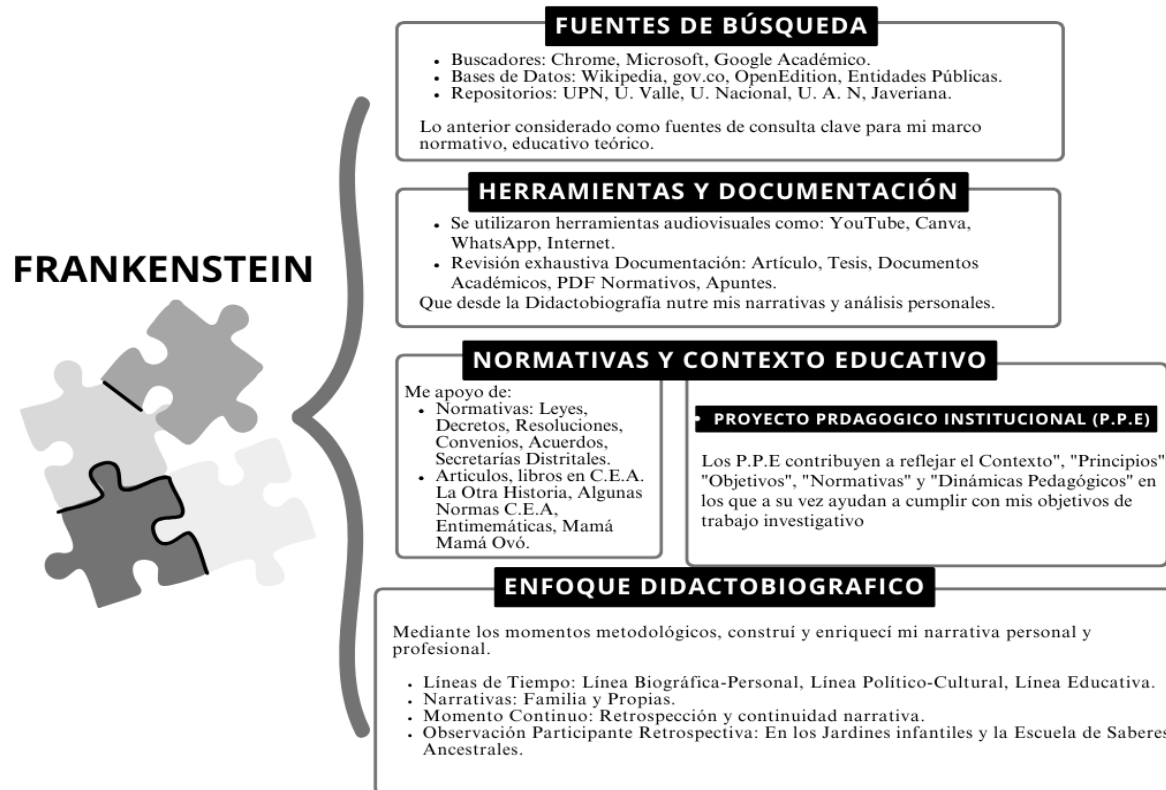 FRANKENSTEIN
FUENTES DE BÚSQUEDA
• Buscadores: Chrome, Microsoft, Google Académico.
• Bases de Datos: Wikipedia, gov.co, OpenEdition, Entidades Públicas.
• Repositorios: UPN, U. Valle, U. Nacional, U. A. N, Javeriana.
Lo anterior considerado como fuentes de consulta clave para mi marco
normativo, educativo teórico.
HERRAMIENTAS Y DOCUMENTACIÓN
• Se utilizaron herramientas audiovisuales como: YouTube, Canva,
WhatsApp, Internet.
• Revisión exhaustiva Documentación: Artículo, Tesis, Documentos
Académicos, PDF Normativos, Apuntes.
Que desde la Didactobiografía nutre mis narrativas y análisis personales.
NORMATIVAS Y CONTEXTO EDUCATIVO
Me apoyo de:
• Normativas: Leyes,
Decretos, Resoluciones,
Convenios, Acuerdos,
Secretarías Distritales.
• Articulos, libros en C.E.A.
La Otra Historia, Algunas
Normas C.E.A,
Entimemáticas, Mamá
Mamá Ovó.
• PROYECTO PRDAGOGICO INSTITUCIONAL (P.P.E)
Los P.P.E contribuyen a reflejar el Contexto", "Principios"
"Objetivos", "Normativas" y "Dinámicas Pedagógicos" en
los que a su vez ayudan a cumplir con mis objetivos de
trabajo investigativo
ENFOQUE DIDACTOBIOGRAFICO
Mediante los momentos metodológicos, construí y enriquecí mi narrativa personal y
profesional.
• Líneas de Tiempo: Línea Biográfica-Personal, Línea Político-Cultural, Línea Educativa.
• Narrativas: Familia y Propias.
• Momento Continuo: Retrospección y continuidad narrativa.
• Observación Participante Retrospectiva: En los Jardines infantiles y la Escuela de Saberes
Ancestrales.